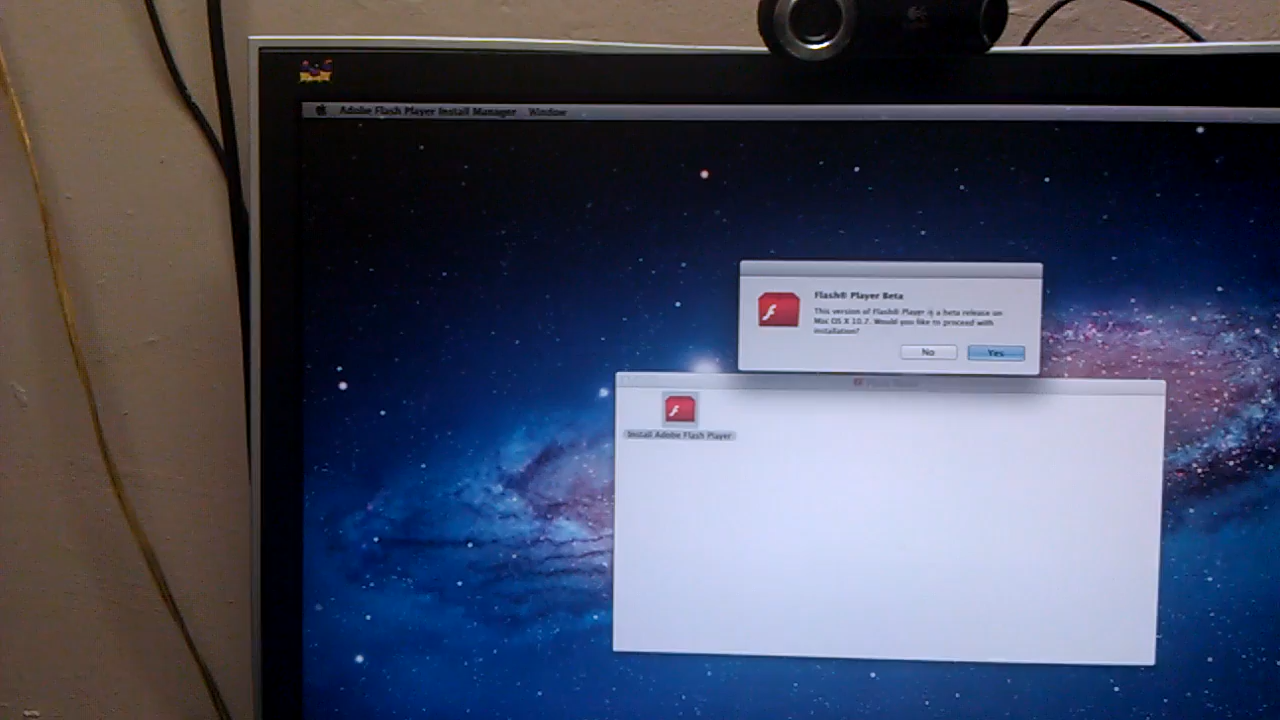 Adobe Flash Player Install Manager Window
Flash® Player Beta
This version of Flash® Player is a beta release on
Mac OS X 10.7. Would you like to proceed with
installation?
No Yes
Install Adobe Flash Player